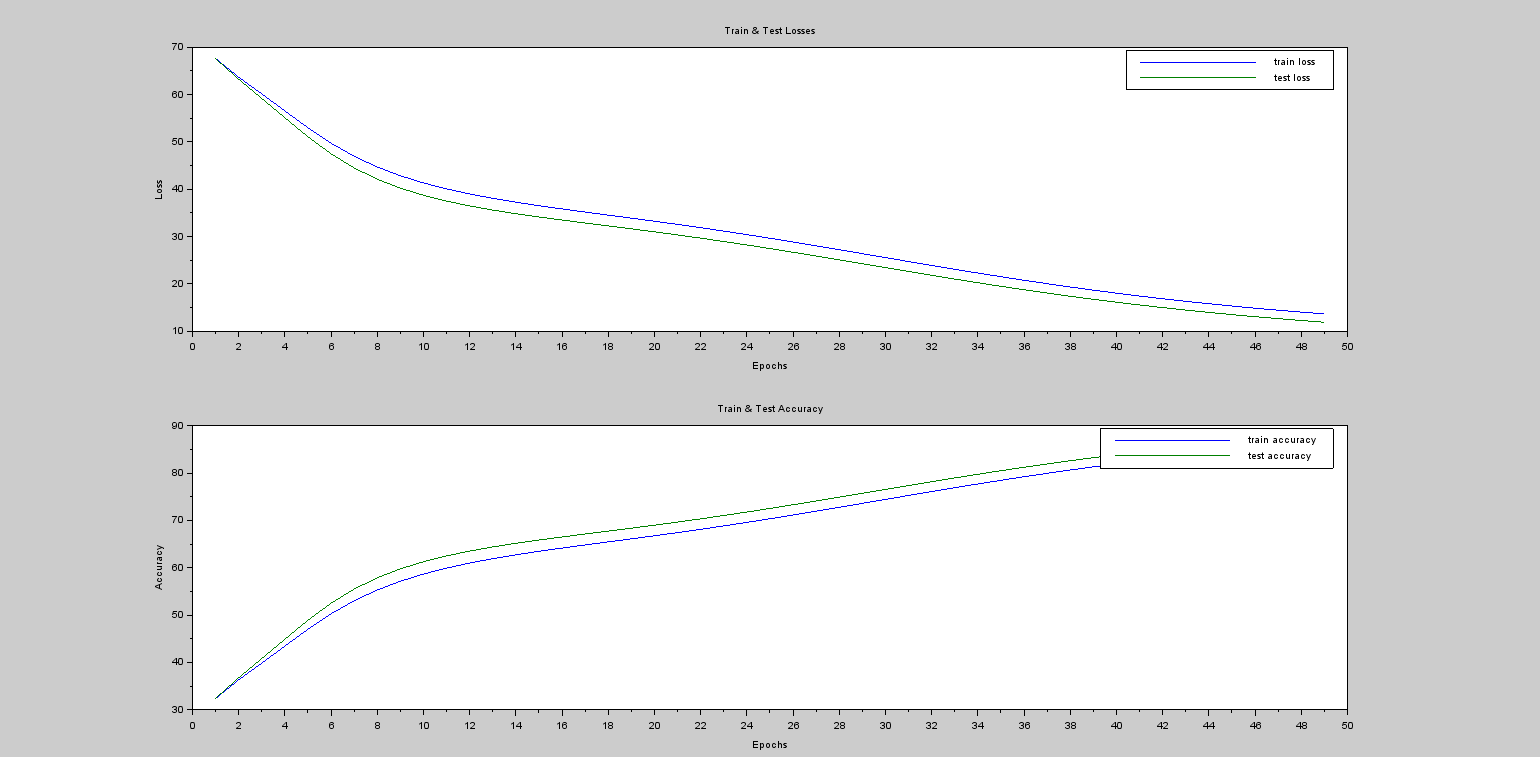 Train & Test Losses
70
60
50
40
30
20
10
Loss
train loss
test loss
0 2 4 6 8 10 12 14 16 18 20 22 24 26 28 30 32 34 36 38 40 42 44 46 48 50
Epochs
Train & Test Accuracy
90
80
70
60
50
40
30
Accuracy
train accuracy
test accuracy
0 2 4 6 8 10 12 14 16 18 20 22 24 26 28 30 32 34 36 38 40 42 44 46 48 50
Epochs